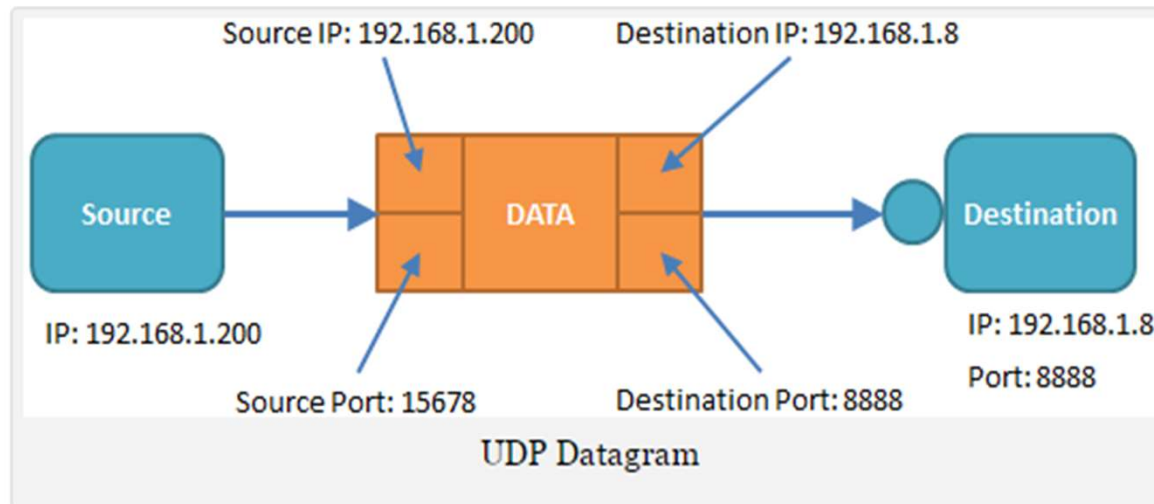 Source IP: 192.168.1.200
Destination IP: 192.168.1.8
Source
DATA
Destination
IP: 192.168.1.200
IP: 192.168.1.8
Port: 8888
Source Port: 15678
Destination Port: 8888
UDP Datagram